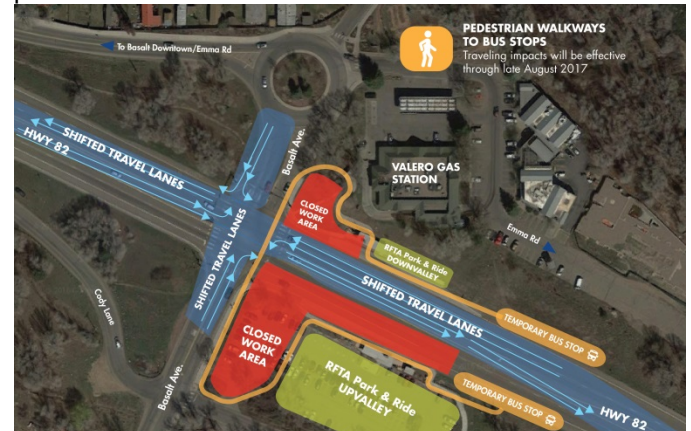 PEDESTRIAN WALKWAYS
TO BUS STOPS
Traveling impacts will be effective
through late August 2017
To Basalt Downtown/Emma Rd
SHIFTED TRAVEL LANES
HWY 82
Basalt Ave.
VALERO GAS
STATION
CLOSED
WORK
AREA
SHIFTED TRAVEL LANES
RFTA Park & Ride
DOWNVALLEY
Emma Rd
SHIFTED TRAVEL LANES
TEMPORARY BUS STOP
Cody Lane
CLOSED
WORK
AREA
RFTA Park & Ride
UPVALLEY
Basalt Ave.
TEMPORARY BUS STOP
HWY 82